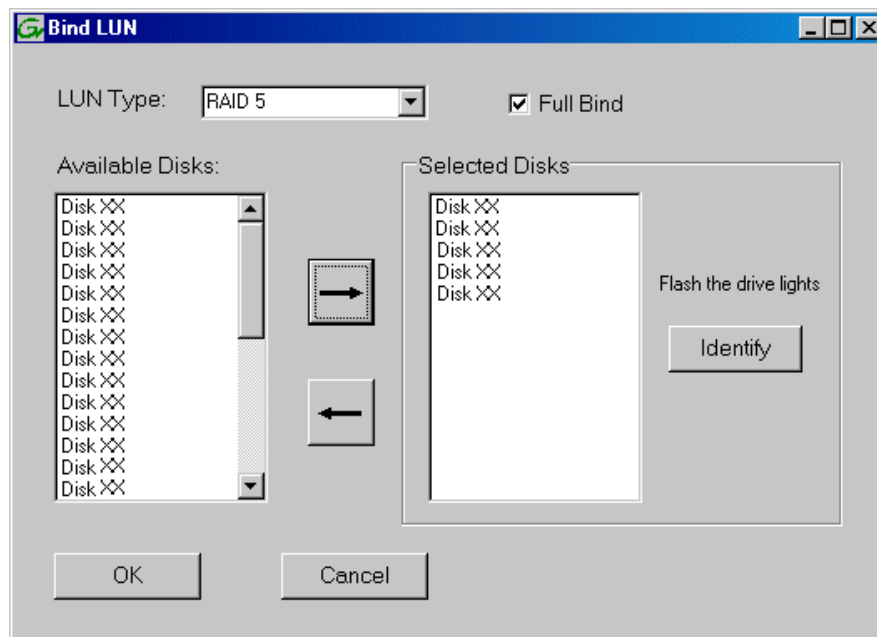 Bind LUN
LUN Type:
RAID 5
Full Bind
Available Disks:
Disk XX
Disk XX
Disk XX
Disk XX
Disk XX
Disk XX
Disk XX
Disk XX
Disk XX
Disk XX
Disk XX
Disk XX
Disk XX
Disk XX
Selected Disks
Disk XX
Disk XX
Disk XX
Disk XX
Disk XX
Flash the drive lights
Identify
OK
Cancel